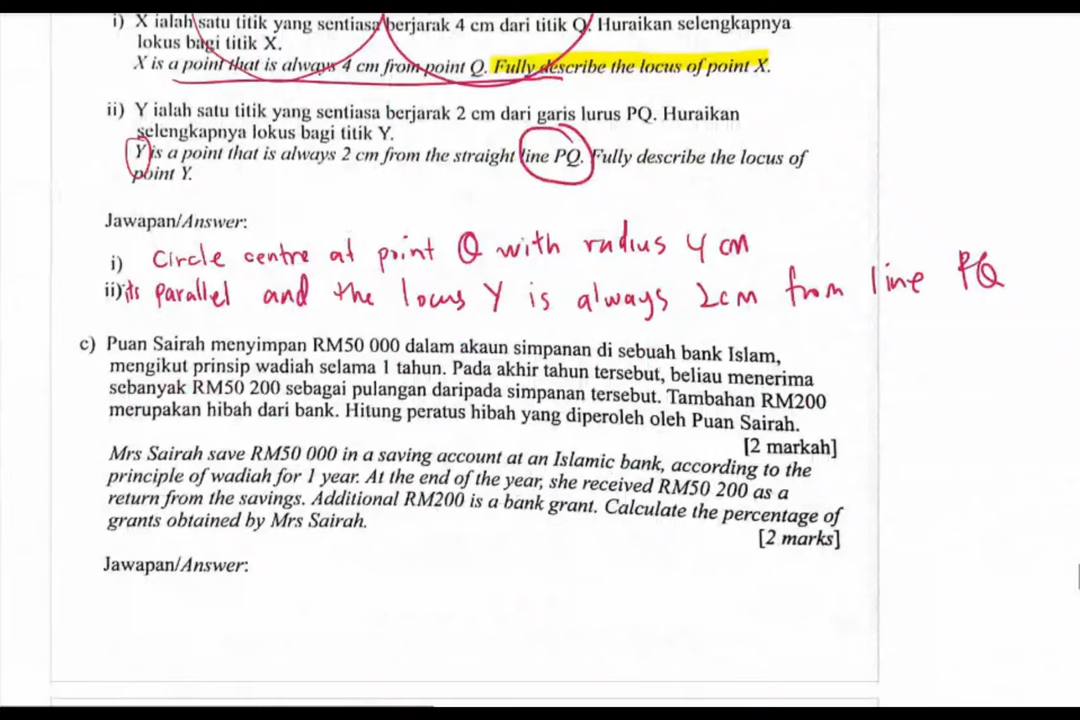 i) X ialah satu titik yang sentiasa berjarak 4 cm dari titik Q. Huraikan selengkapnya
lokus bagi titik X.
X is a point that is always 4 cm from point Q. Fully describe the locus of point X.
ii) Y ialah satu titik yang sentiasa berjarak 2 cm dari garis lurus PQ. Huraikan
selengkapnya lokus bagi titik Y.
Y is a point that is always 2 cm from the straight line PQ. Fully describe the locus of
point Y.
Jawapan/Answer:
i) circle centre at point Q with radius 4 cm
ii) its parallel and the locus Y is always 2cm from line PQ
c) Puan Sairah menyimpan RM50 000 dalam akaun simpanan di sebuah bank Islam,
mengikut prinsip wadiah selama 1 tahun. Pada akhir tahun tersebut, beliau menerima
sebanyak RM50 200 sebagai pulangan daripada simpanan tersebut. Tambahan RM200
merupakan hibah dari bank. Hitung peratus hibah yang diperoleh oleh Puan Sairah.
[2 markah]
Mrs Sairah save RM50 000 in a saving account at an Islamic bank, according to the
principle of wadiah for 1 year. At the end of the year, she received RM50 200 as a
return from the savings. Additional RM200 is a bank grant. Calculate the percentage of
grants obtained by Mrs Sairah.
[2 marks]
Jawapan/Answer: